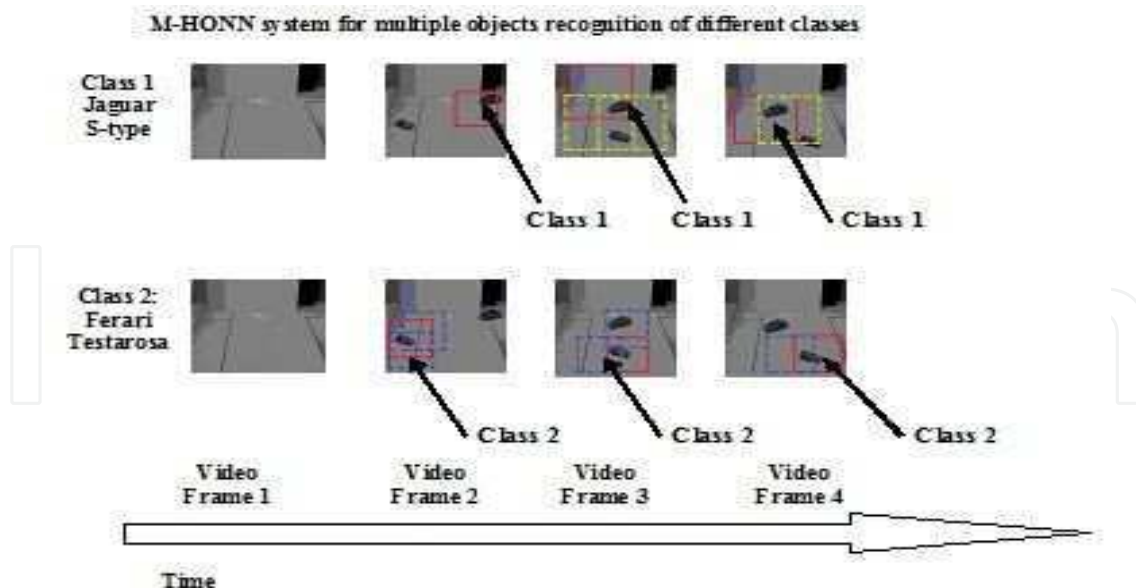 M-HONN system for multiple objects recognition of different classes
Class 1
Jaguar
S-type
Class 1
Class 1
Class 1
Class 2:
Ferari
Testarosa
Class 2
Class 2
Class 2
Video
Frame 1
Video
Frame 2
Video
Frame 3
Video
Frame 4
Time